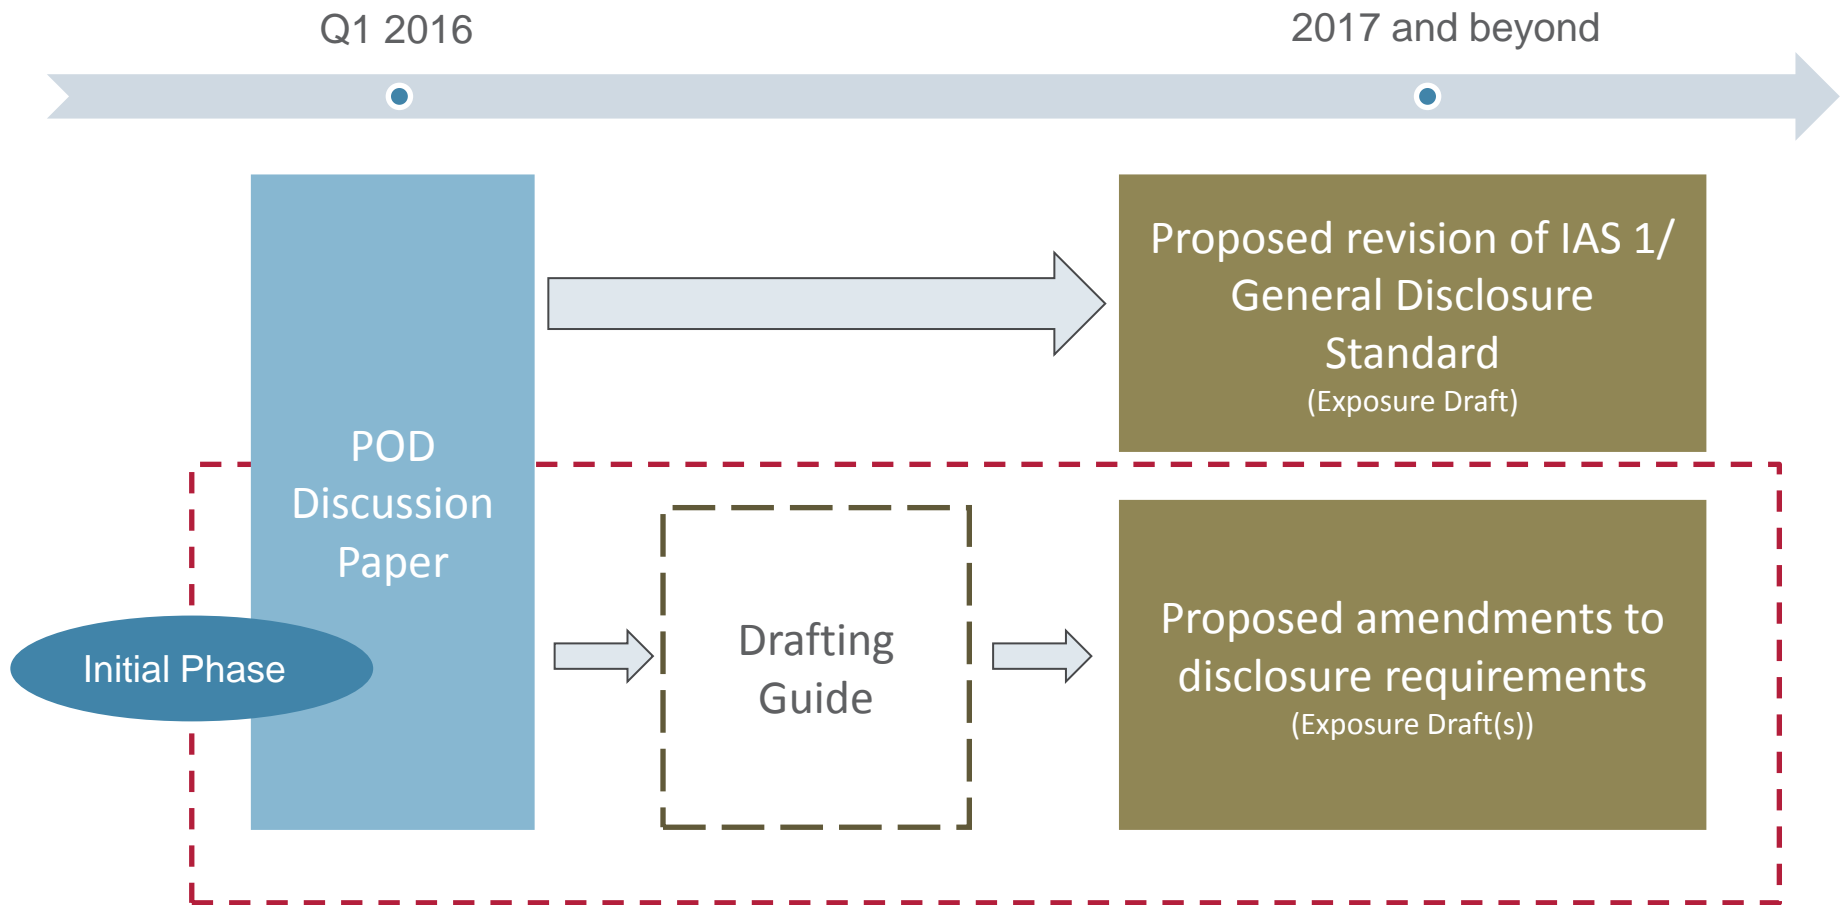 Q1 2016
2017 and beyond
POD
Discussion
Paper
Proposed revision of IAS 1/
General Disclosure
Standard
(Exposure Draft)
Initial Phase
Drafting
Guide
Proposed amendments to
disclosure requirements
(Exposure Draft(s))